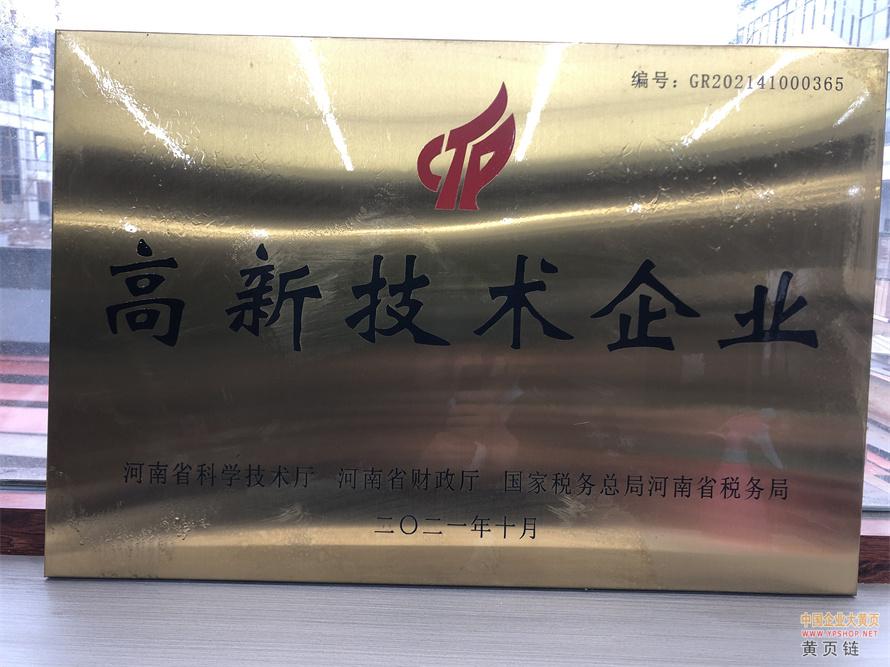 编号：GR202141000365
CTP
高新技术企业
河南省科学技术厅 河南省财政厅 国家税务总局河南省税务局
二〇二一年十月
中国企业大黄页
WWW.YPSHOP.NET
黄页链